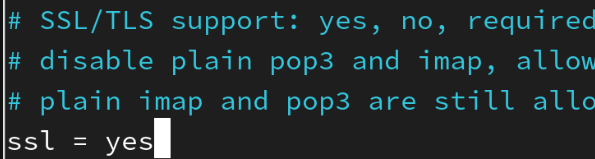 # SSL/TLS support: yes, no, required
# disable plain pop3 and imap, allow
# plain imap and pop3 are still allo
ssl = yes